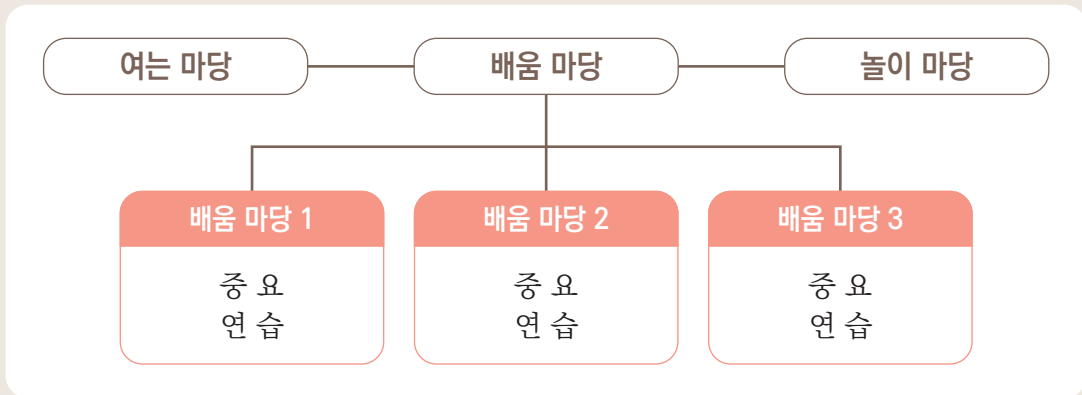 여는 마당
배움 마당
놀이 마당
배움 마당 1
중 요
연 습
배움 마당 2
중 요
연 습
배움 마당 3
중 요
연 습